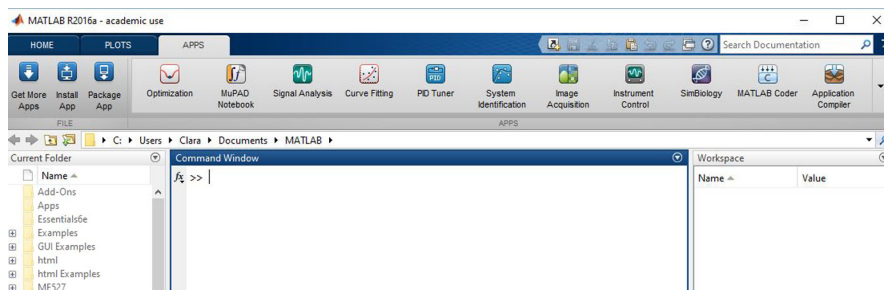 MATLAB R2016a - academic use
HOME PLOTS APPS
Search Documentation
Get More Apps
Install App
Package App
Optimization
MuPAD Notebook
Signal Analysis
Curve Fitting
PID Tuner
System Identification
Image Acquisition
Instrument Control
SimBiology
MATLAB Coder
Application Compiler
FILE APPS
C: Users Clara Documents MATLAB
Current Folder
Name
Add-Ons
Apps
Essentials6e
Examples
GUI Examples
html
html Examples
ME527
Command Window
fx >>
Workspace
Name Value